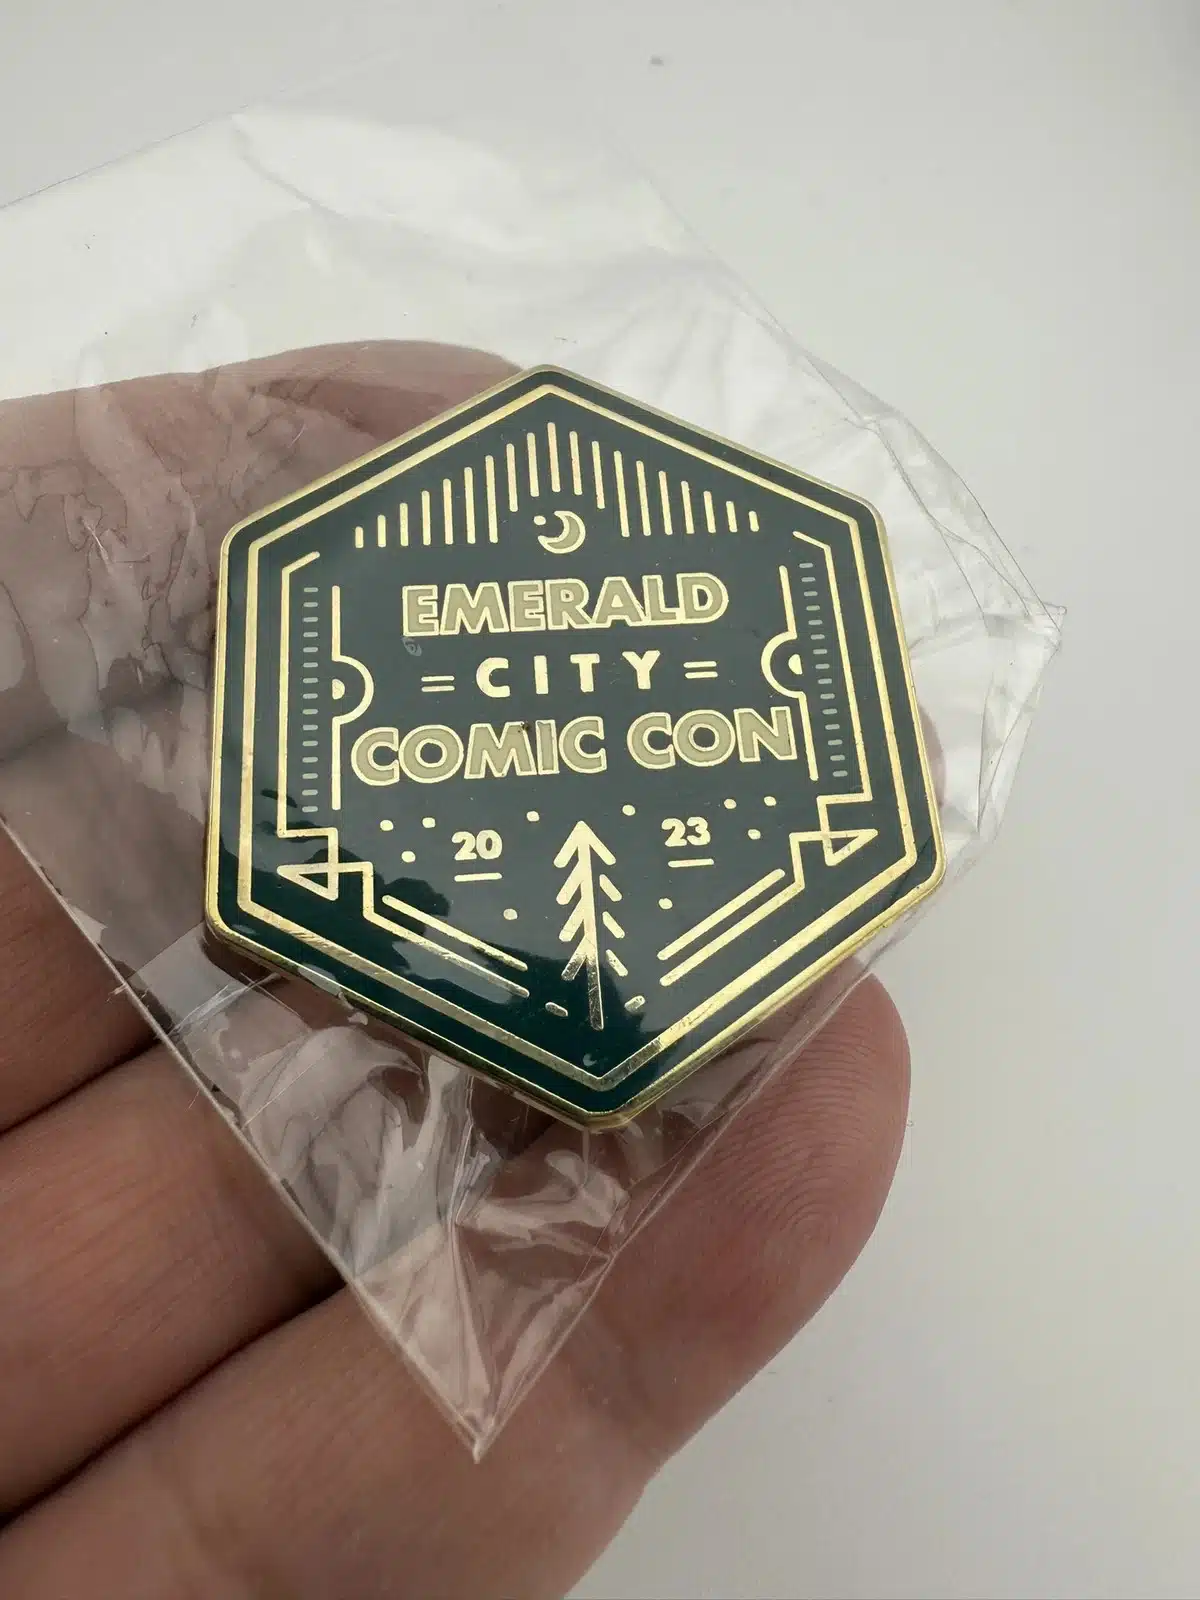 EMERALD
=CITY=
COMIC CON
20 23